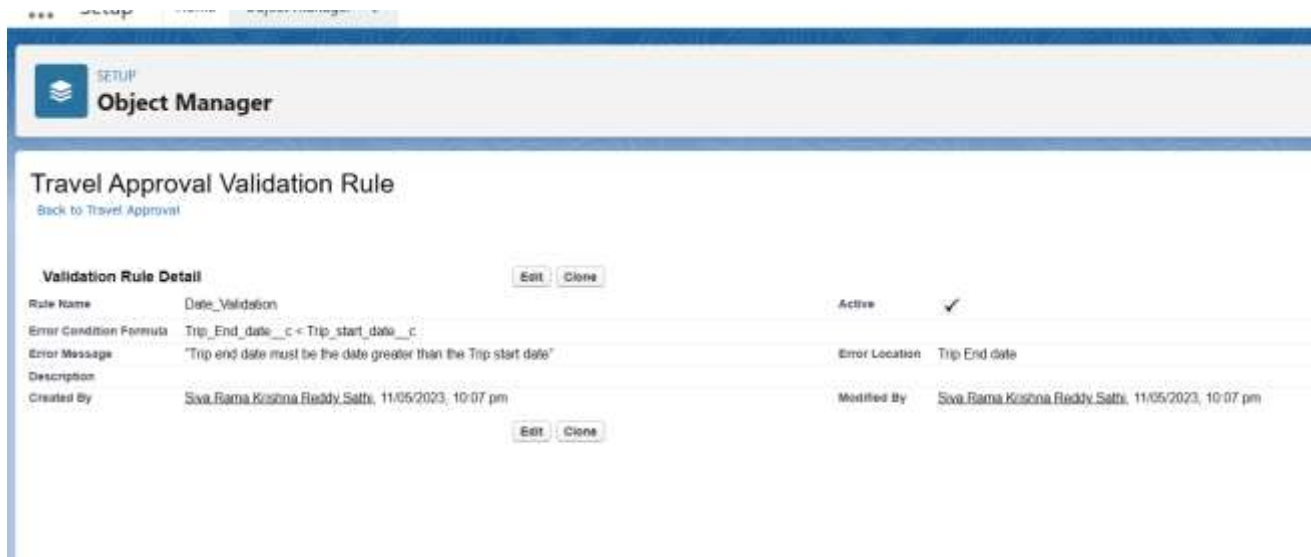 Setup
SETUP
Object Manager
Travel Approval Validation Rule
Back to Travel Approval
Validation Rule Detail Edit Clone
Rule Name Date_Validation Active ✓
Error Condition Formula Trip_End_date__c < Trip_start_date__c
Error Message "Trip end date must be the date greater than the Trip start date" Error Location Trip End date
Description
Created By Siva Rama Krishna Reddy Sathi, 11/05/2023, 10:07 pm Modified By Siva Rama Krishna Reddy Sathi, 11/05/2023, 10:07 pm
Edit Clone